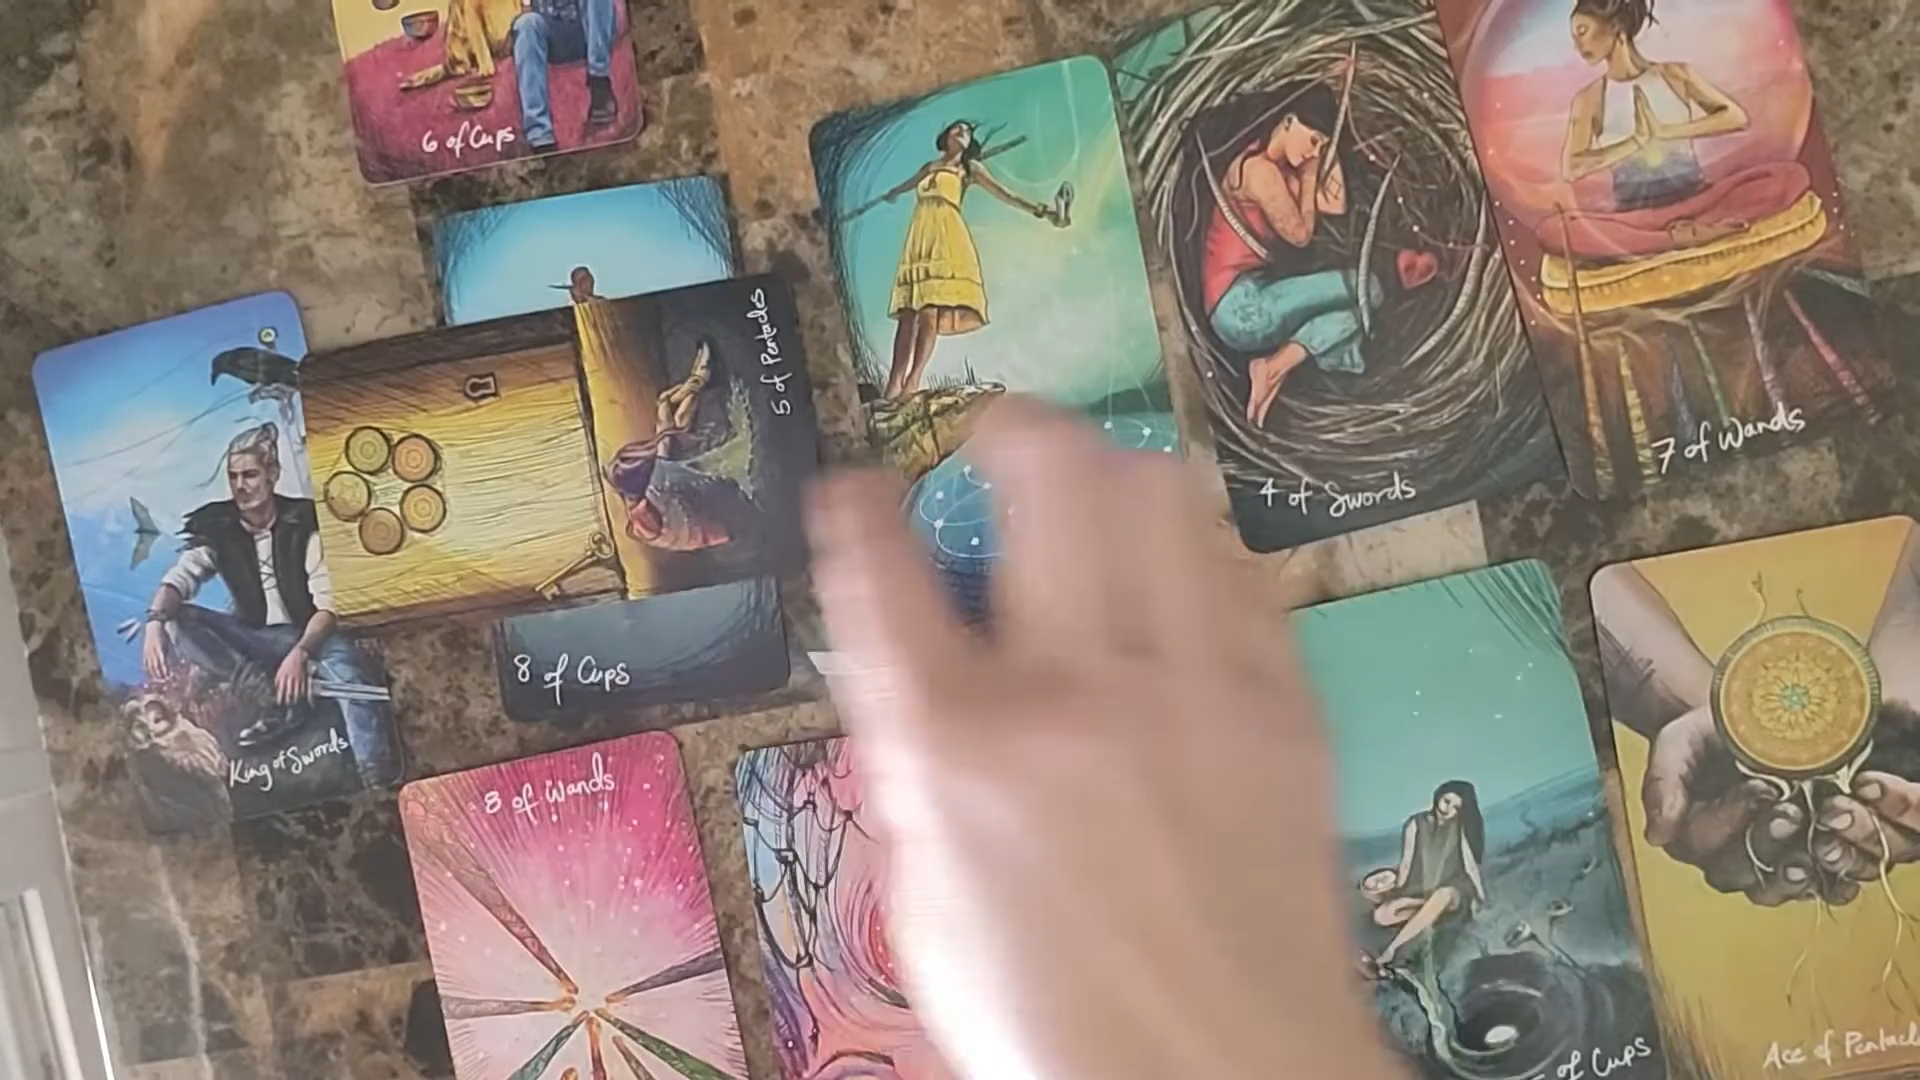 6 of Cups
5 of Pentacles
4 of Swords
7 of Wands
8 of Cups
King of Swords
8 of Wands
of Cups
Ace of